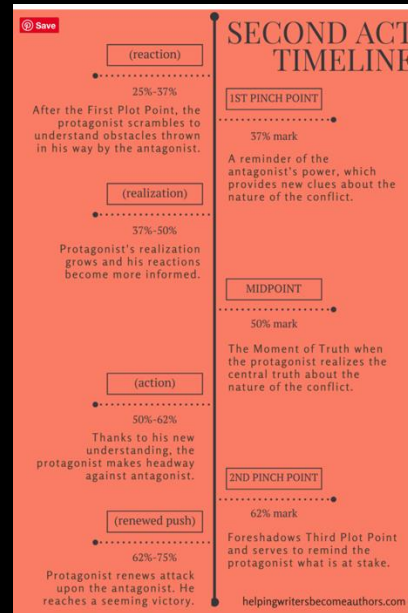 Save
SECOND ACT
TIMELINE
(reaction)
25%-37%
After the First Plot Point, the
protagonist scrambles to
understand obstacles thrown
in his way by the antagonist.
1ST PINCH POINT
37% mark
A reminder of the
antagonist's power, which
provides new clues about the
nature of the conflict.
(realization)
37%-50%
Protagonist's realization
grows and his reactions
become more informed.
MIDPOINT
50% mark
The Moment of Truth when
the protagonist realizes the
central truth about the
nature of the conflict.
(action)
50%-62%
Thanks to his new
understanding, the
protagonist makes headway
against antagonist.
2ND PINCH POINT
62% mark
Foreshadows Third Plot Point
and serves to remind the
protagonist what is at stake.
(renewed push)
62%-75%
Protagonist renews attack
upon the antagonist. He
reaches a seeming victory.
helpingwritersbecomeauthors.com